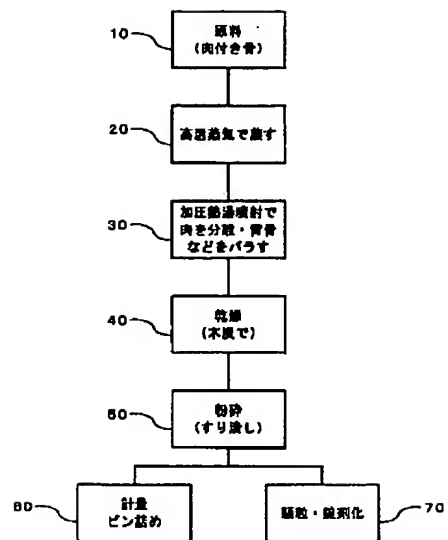 10
原料
(肉付き骨)
20
高温蒸気で蒸す
30
加圧熱湯噴射で
肉を分散・背骨
などをバラす
40
乾燥
(木炭で)
50
粉砕
(すり潰し)
60
計量
ビン詰め
顆粒・錠剤化
70